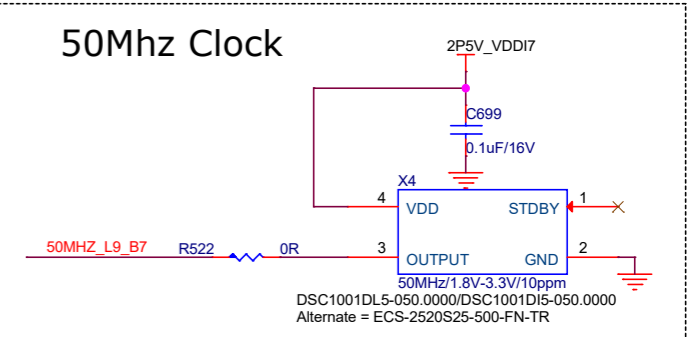 50Mhz Clock
2P5V_VDDI7
C699
0.1uF/16V
X4
4 VDD STDBY 1
50MHZ_L9_B7 R522 0R 3 OUTPUT GND 2
50MHz/1.8V-3.3V/10ppm
DSC1001DL5-050.0000/DSC1001DI5-050.0000
Alternate = ECS-2520S25-500-FN-TR